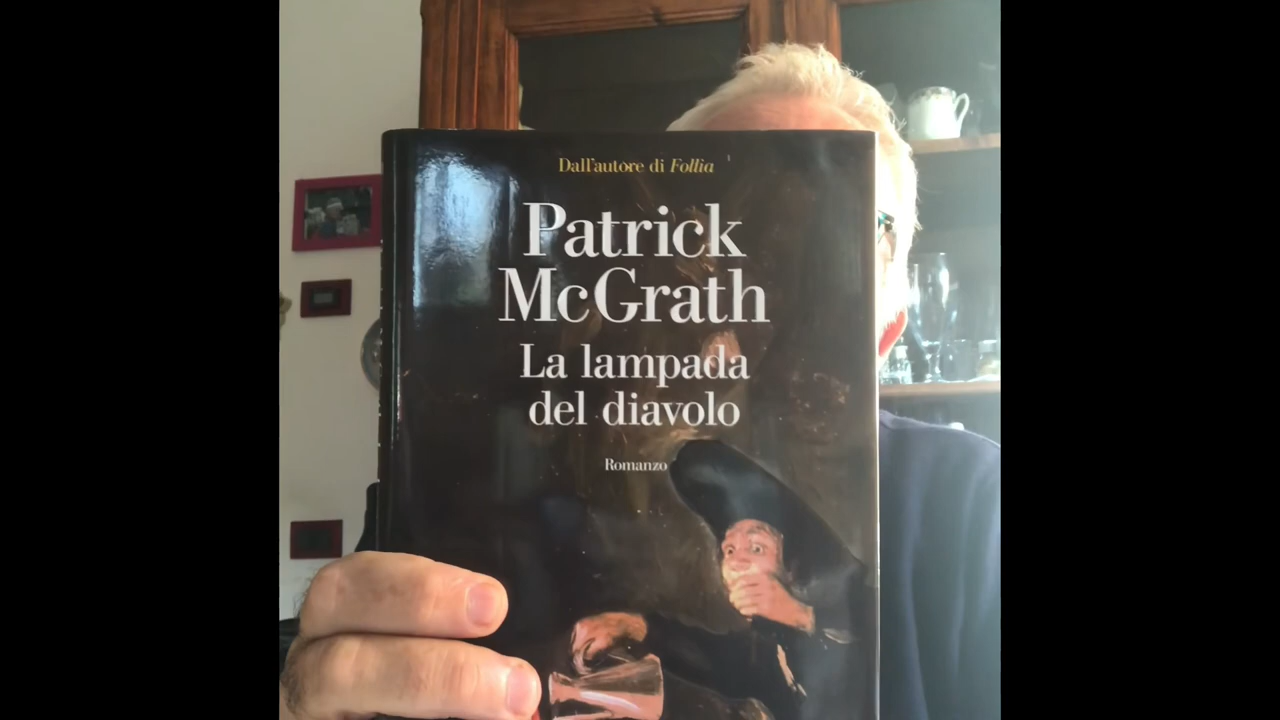 Dall'autore di Follia
Patrick
McGrath
La lampada
del diavolo
Romanzo